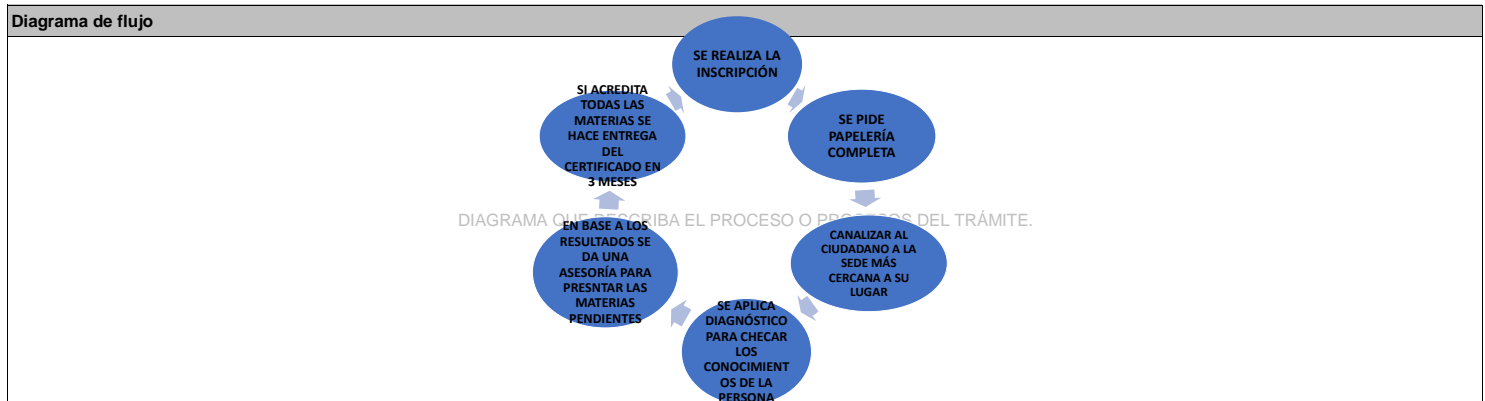 Diagrama de flujo
SE REALIZA LA
INSCRIPCIÓN
SE PIDE
PAPELERÍA
COMPLETA
CANALIZAR AL
CIUDADANO A LA
SEDE MÁS
CERCANA A SU
LUGAR
SE APLICA
DIAGNÓSTICO
PARA CHECAR
LOS
CONOCIMIENT
OS DE LA
PERSONA
EN BASE A LOS
RESULTADOS SE
DA UNA
ASESORÍA PARA
PRESNTAR LAS
MATERIAS
PENDIENTES
SI ACREDITA
TODAS LAS
MATERIAS SE
HACE ENTREGA
DEL
CERTIFICADO EN
3 MESES
DIAGRAMA QUE DESCRIBA EL PROCESO O PROCESOS DEL TRÁMITE.